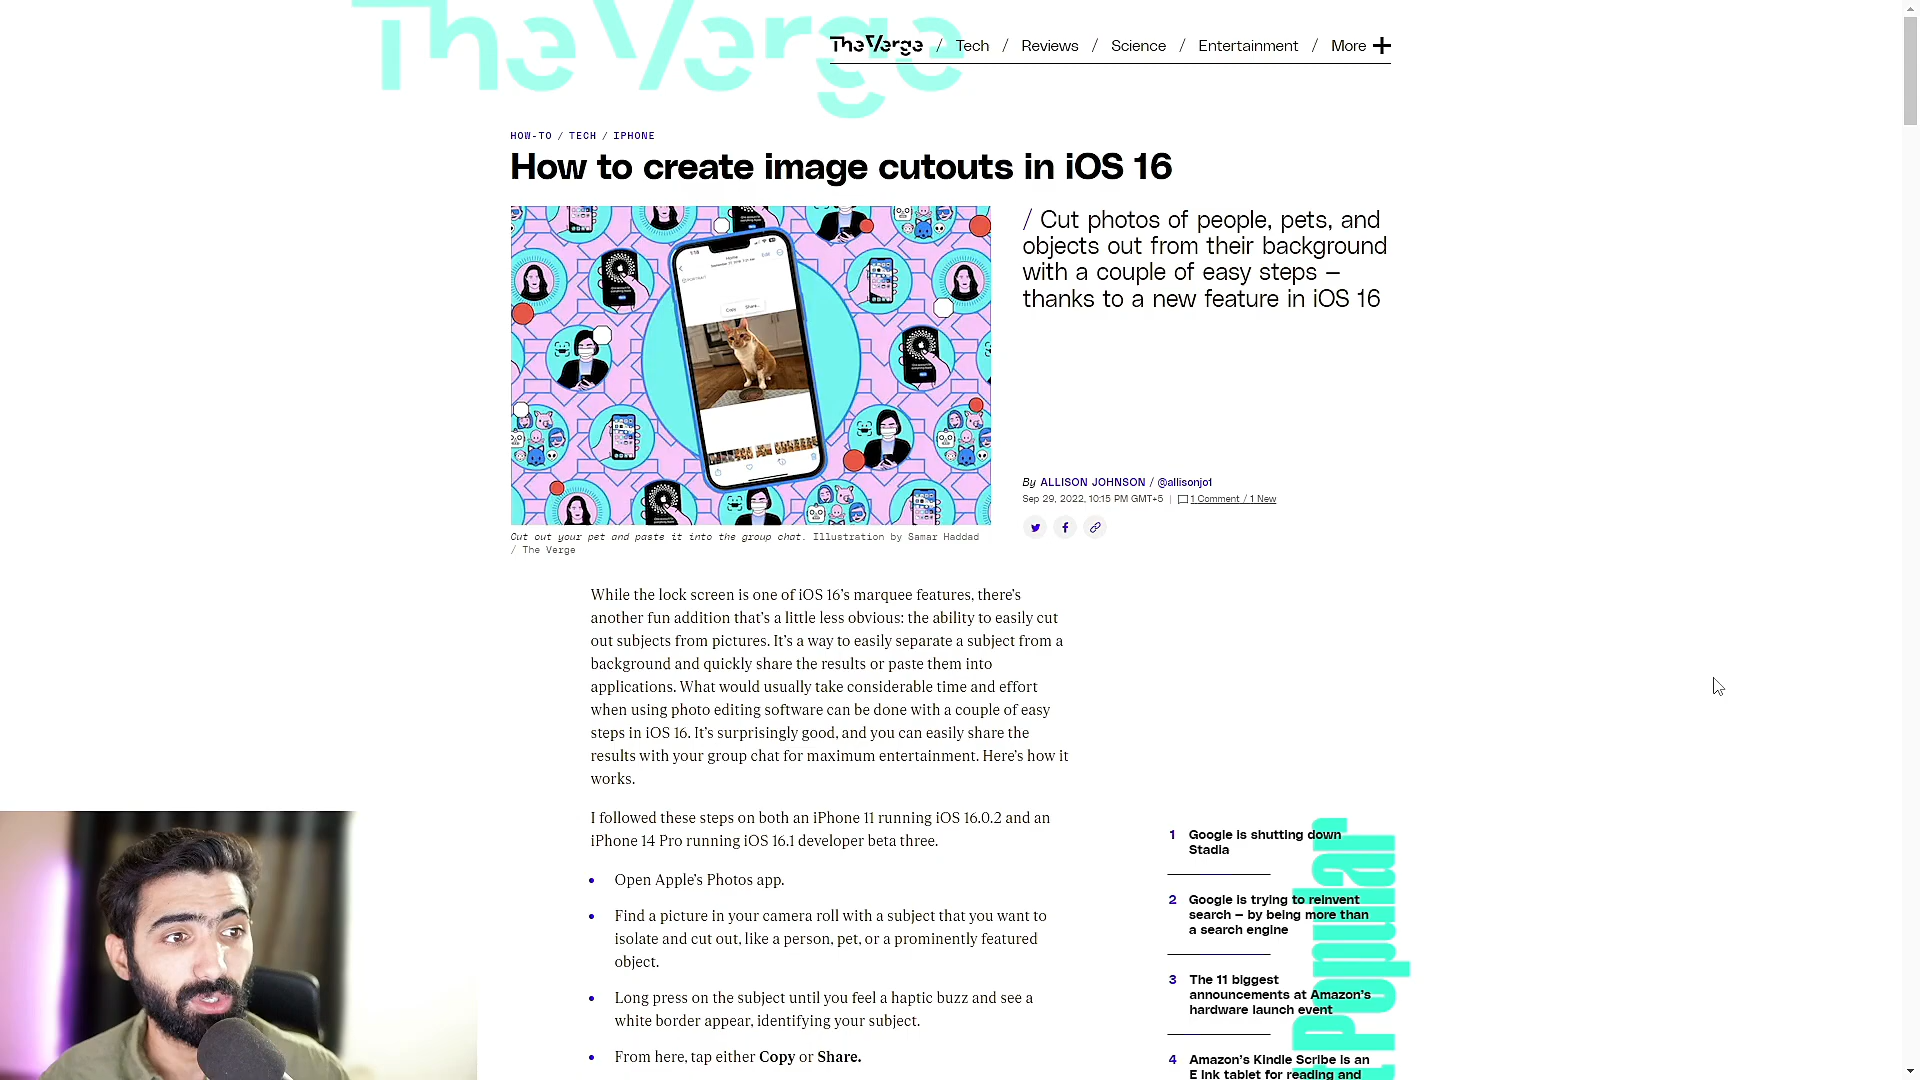 The Verge
The Verge / Tech / Reviews / Science / Entertainment / More +
HOW-TO / TECH / IPHONE
How to create image cutouts in iOS 16
/ Cut photos of people, pets, and
objects out from their background
with a couple of easy steps —
thanks to a new feature in iOS 16
Copy Share...
By ALLISON JOHNSON / @allisonjo1
Sep 29, 2022, 10:15 PM GMT+5 | 1 Comment / 1 New
Cut out your pet and paste it into the group chat. Illustration by Samar Haddad
/ The Verge
While the lock screen is one of iOS 16’s marquee features, there’s
another fun addition that’s a little less obvious: the ability to easily cut
out subjects from pictures. It’s a way to easily separate a subject from a
background and quickly share the results or paste them into
applications. What would usually take considerable time and effort
when using photo editing software can be done with a couple of easy
steps in iOS 16. It’s surprisingly good, and you can easily share the
results with your group chat for maximum entertainment. Here’s how it
works.
I followed these steps on both an iPhone 11 running iOS 16.0.2 and an
iPhone 14 Pro running iOS 16.1 developer beta three.
• Open Apple’s Photos app.
• Find a picture in your camera roll with a subject that you want to
isolate and cut out, like a person, pet, or a prominently featured
object.
• Long press on the subject until you feel a haptic buzz and see a
white border appear, identifying your subject.
• From here, tap either Copy or Share.
Popular
1 Google is shutting down
Stadia
2 Google is trying to reinvent
search — by being more than
a search engine
3 The 11 biggest
announcements at Amazon’s
hardware launch event
4 Amazon’s Kindle Scribe is an
E Ink tablet for reading and